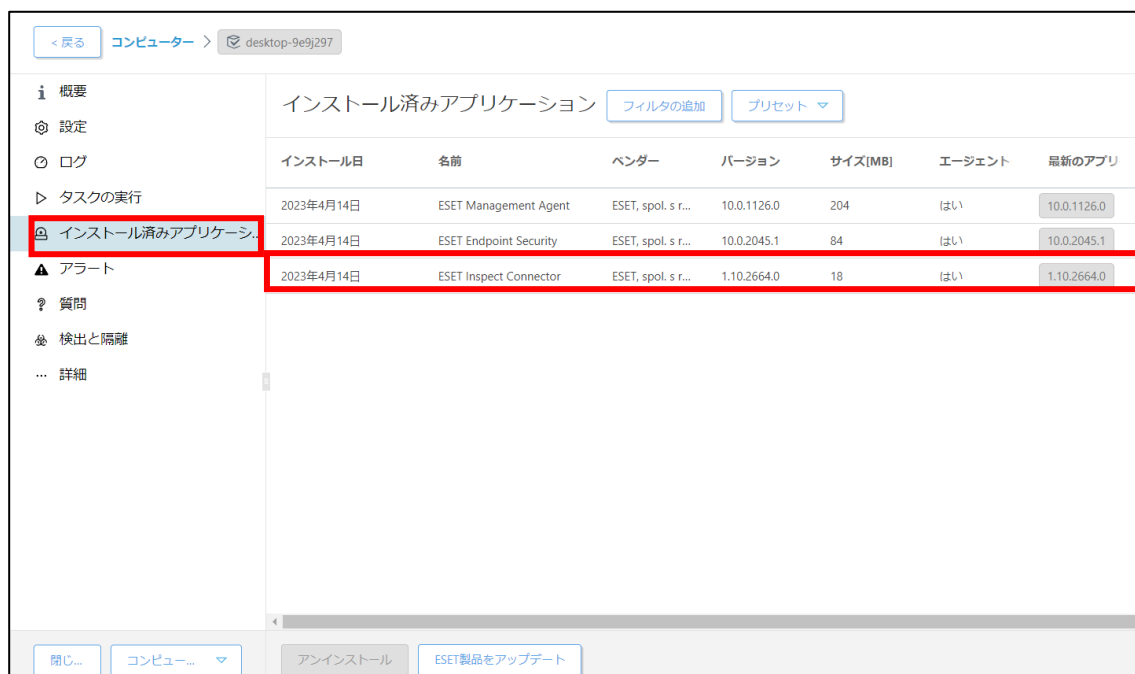 < 戻る コンピューター > desktop-9e9j297
概要
設定
ログ
タスクの実行
インストール済みアプリケーシ...
アラート
質問
検出と隔離
... 詳細
インストール済みアプリケーション フィルタの追加 プリセット
インストール日 名前 ベンダー バージョン サイズ[MB] エージェント 最新のアプリ
2023年4月14日 ESET Management Agent ESET, spol. s r... 10.0.1126.0 204 はい 10.0.1126.0
2023年4月14日 ESET Endpoint Security ESET, spol. s r... 10.0.2045.1 84 はい 10.0.2045.1
2023年4月14日 ESET Inspect Connector ESET, spol. s r... 1.10.2664.0 18 はい 1.10.2664.0
閉じ... コンピュー... アンインストール ESET製品をアップデート